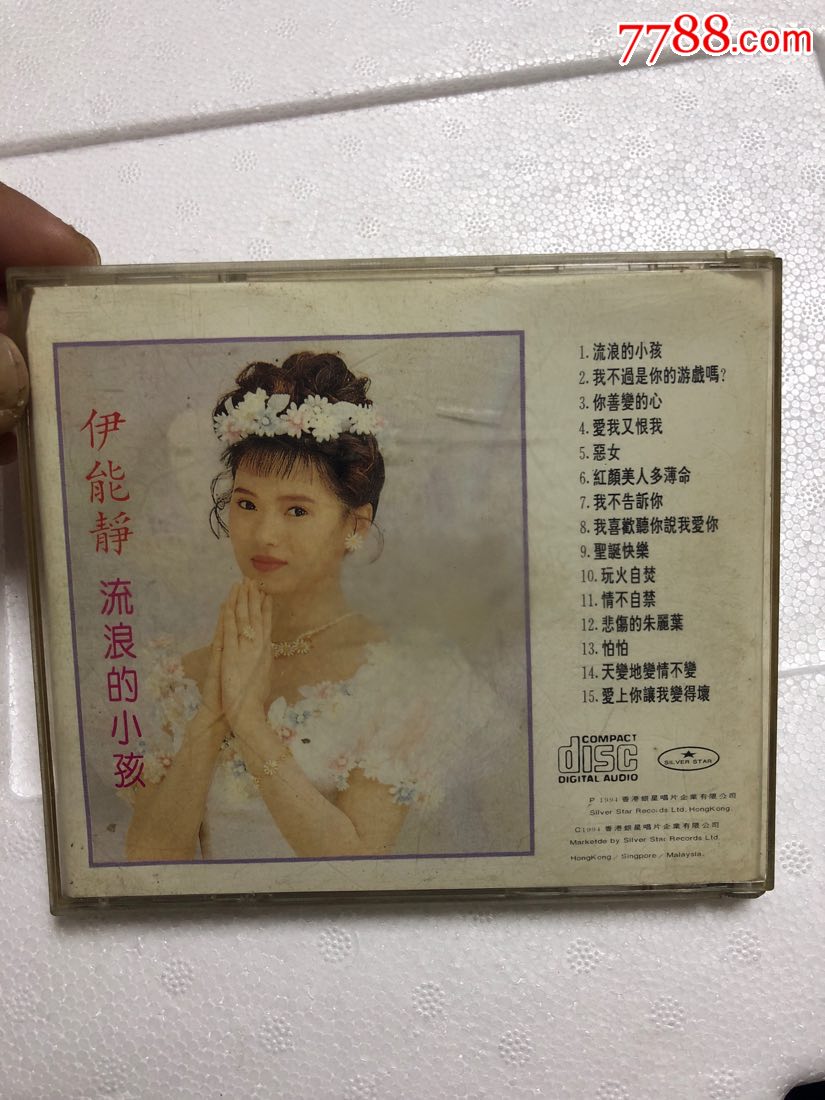 7788.com
伊能靜
流浪的小孩
1. 流浪的小孩
2. 我不過是你的游戲嗎?
3. 你善變的心
4. 愛我又恨我
5. 惡女
6. 紅顏美人多薄命
7. 我不告訴你
8. 我喜歡聽你說我愛你
9. 聖誕快樂
10. 玩火自焚
11. 情不自禁
12. 悲傷的朱麗葉
13. 怕怕
14. 天變地變情不變
15. 愛上你讓我變得壞
COMPACT
disc
DIGITAL AUDIO
SILVER STAR
P 1994 香港銀星唱片企業有限公司
Silver Star Records Ltd. HongKong.
C1994 香港銀星唱片企業有限公司
Marketde by Silver Star Records Ltd.
HongKong／Singpore／Malaysia.